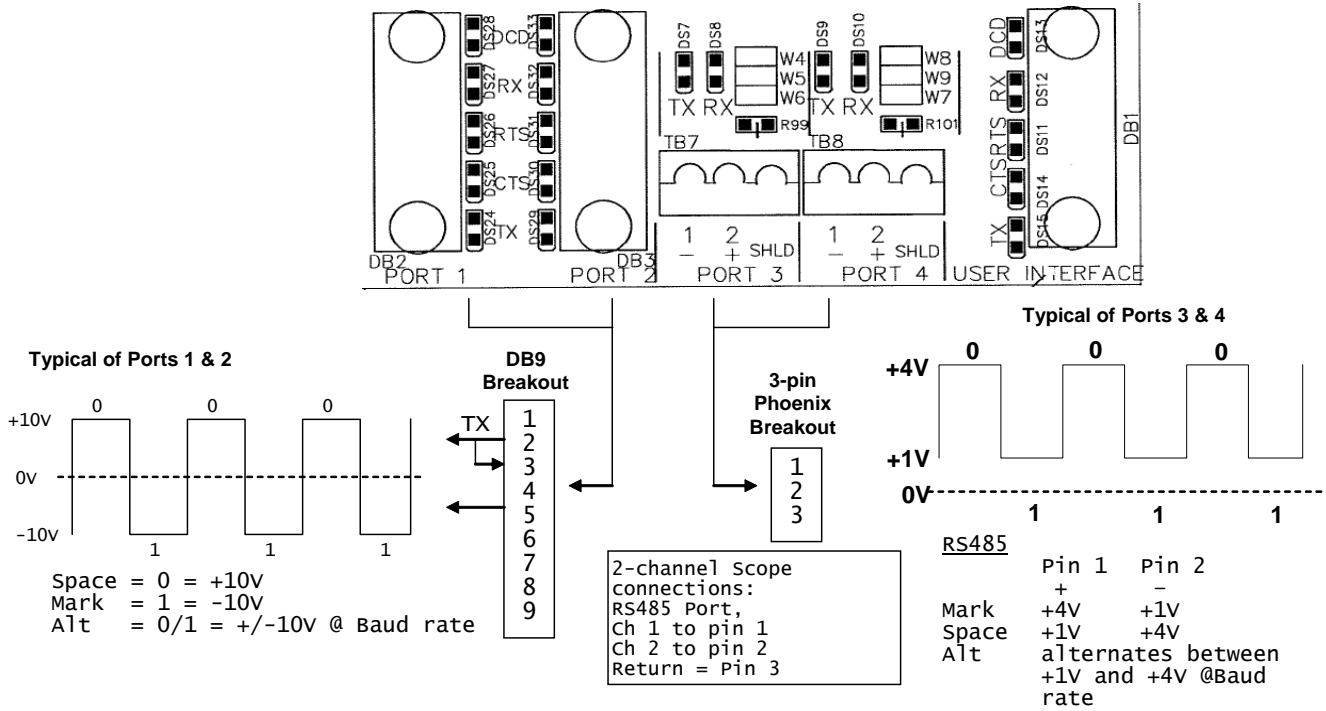 DS28
DCD
DS33
DS27
RX
DS32
DS26
RTS
DS31
DS25
CTS
DS30
DS24
TX
DS29
DB2
PORT 1
DB3
PORT 2
DS7
DS8
TX RX
W4
W5
W6
R99
TB7
1 2
- + SHLD
PORT 3
DS9
DS10
TX RX
W8
W9
W7
R101
TB8
1 2
- + SHLD
PORT 4
DCD
DS13
RX
DS12
RTS
DS11
CTS
DS14
TX
DS15
DB1
USER INTERFACE
Typical of Ports 1 & 2
0 0 0
+10V
0V
-10V
1 1 1
Space = 0 = +10V
Mark = 1 = -10V
Alt = 0/1 = +/-10V @ Baud rate
DB9
Breakout
TX
1
2
3
4
5
6
7
8
9
3-pin
Phoenix
Breakout
1
2
3
2-channel Scope
connections:
RS485 Port,
Ch 1 to pin 1
Ch 2 to pin 2
Return = Pin 3
Typical of Ports 3 & 4
0 0 0
+4V
+1V
0V
1 1 1
RS485
Pin 1 Pin 2
+ -
Mark +4V +1V
Space +1V +4V
Alt alternates between
+1V and +4V @Baud
rate